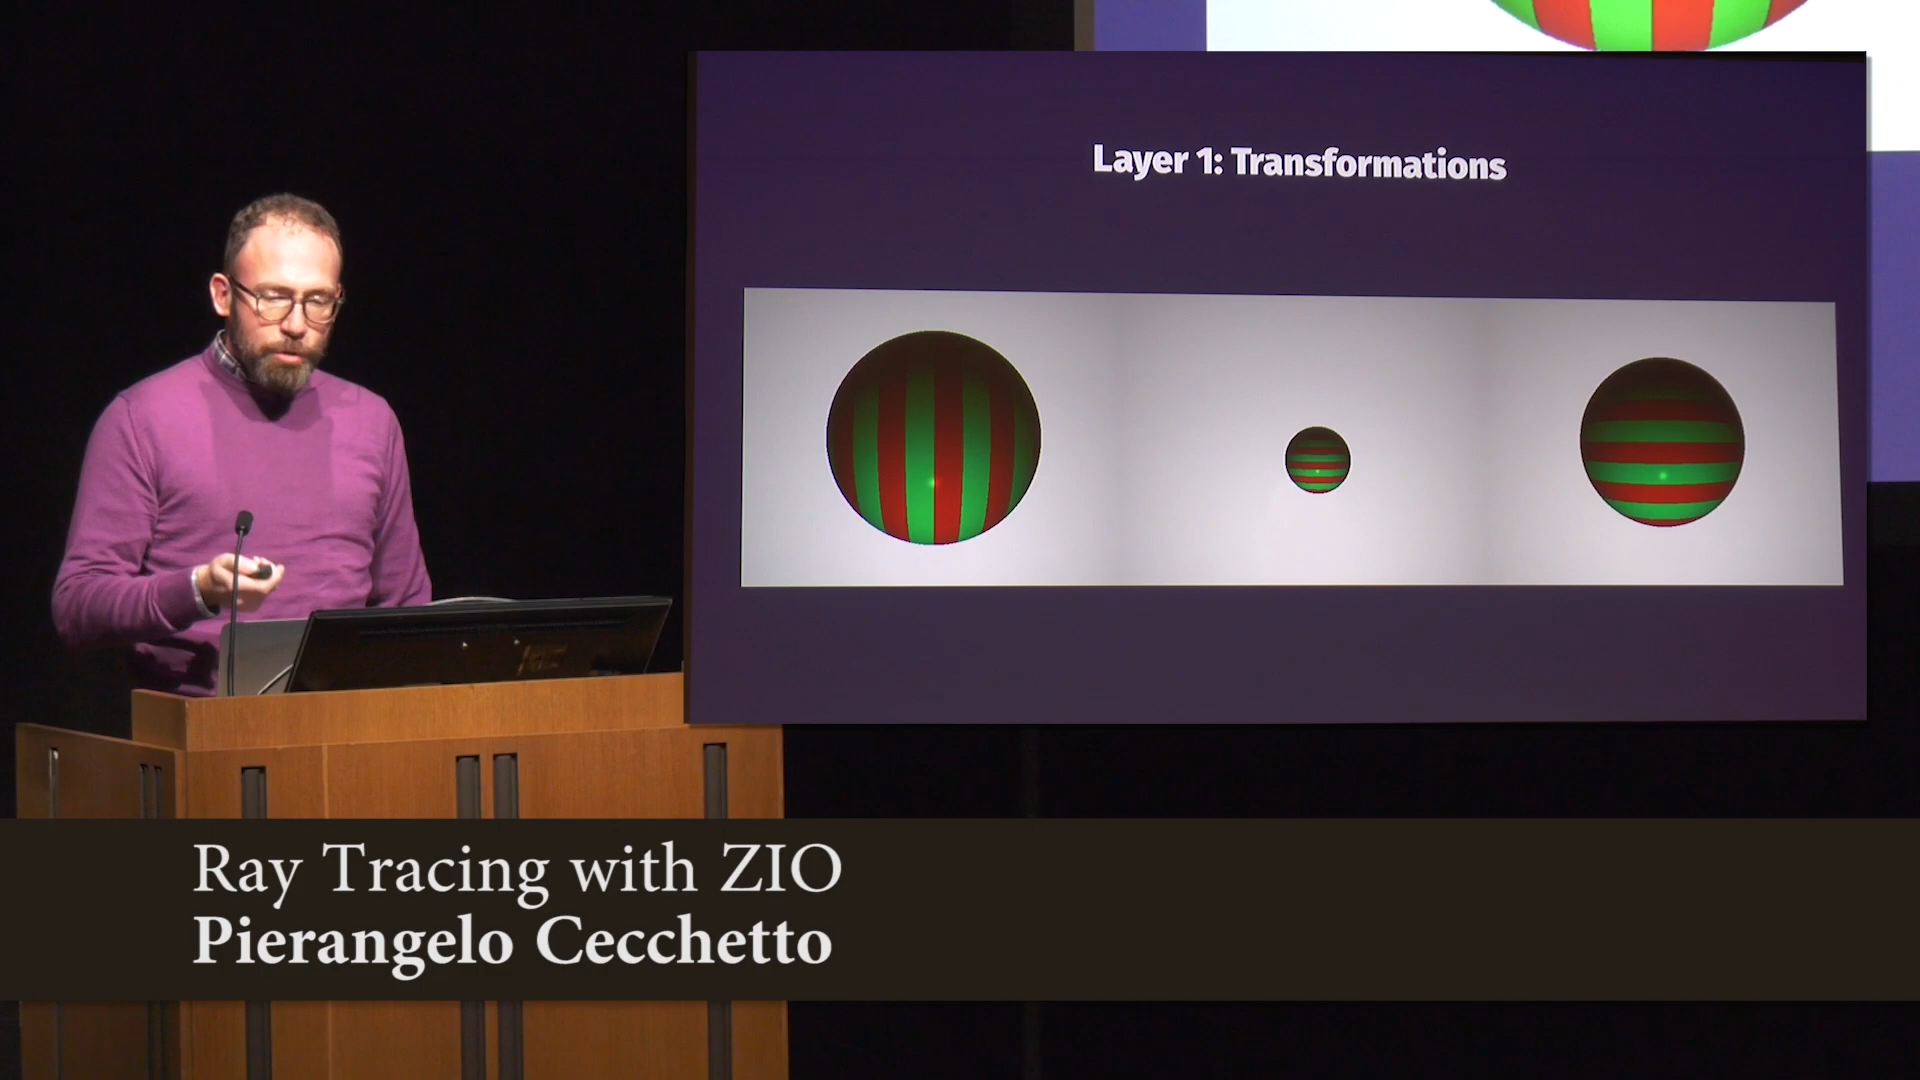 Layer 1: Transformations
Ray Tracing with ZIO
Pierangelo Cecchetto